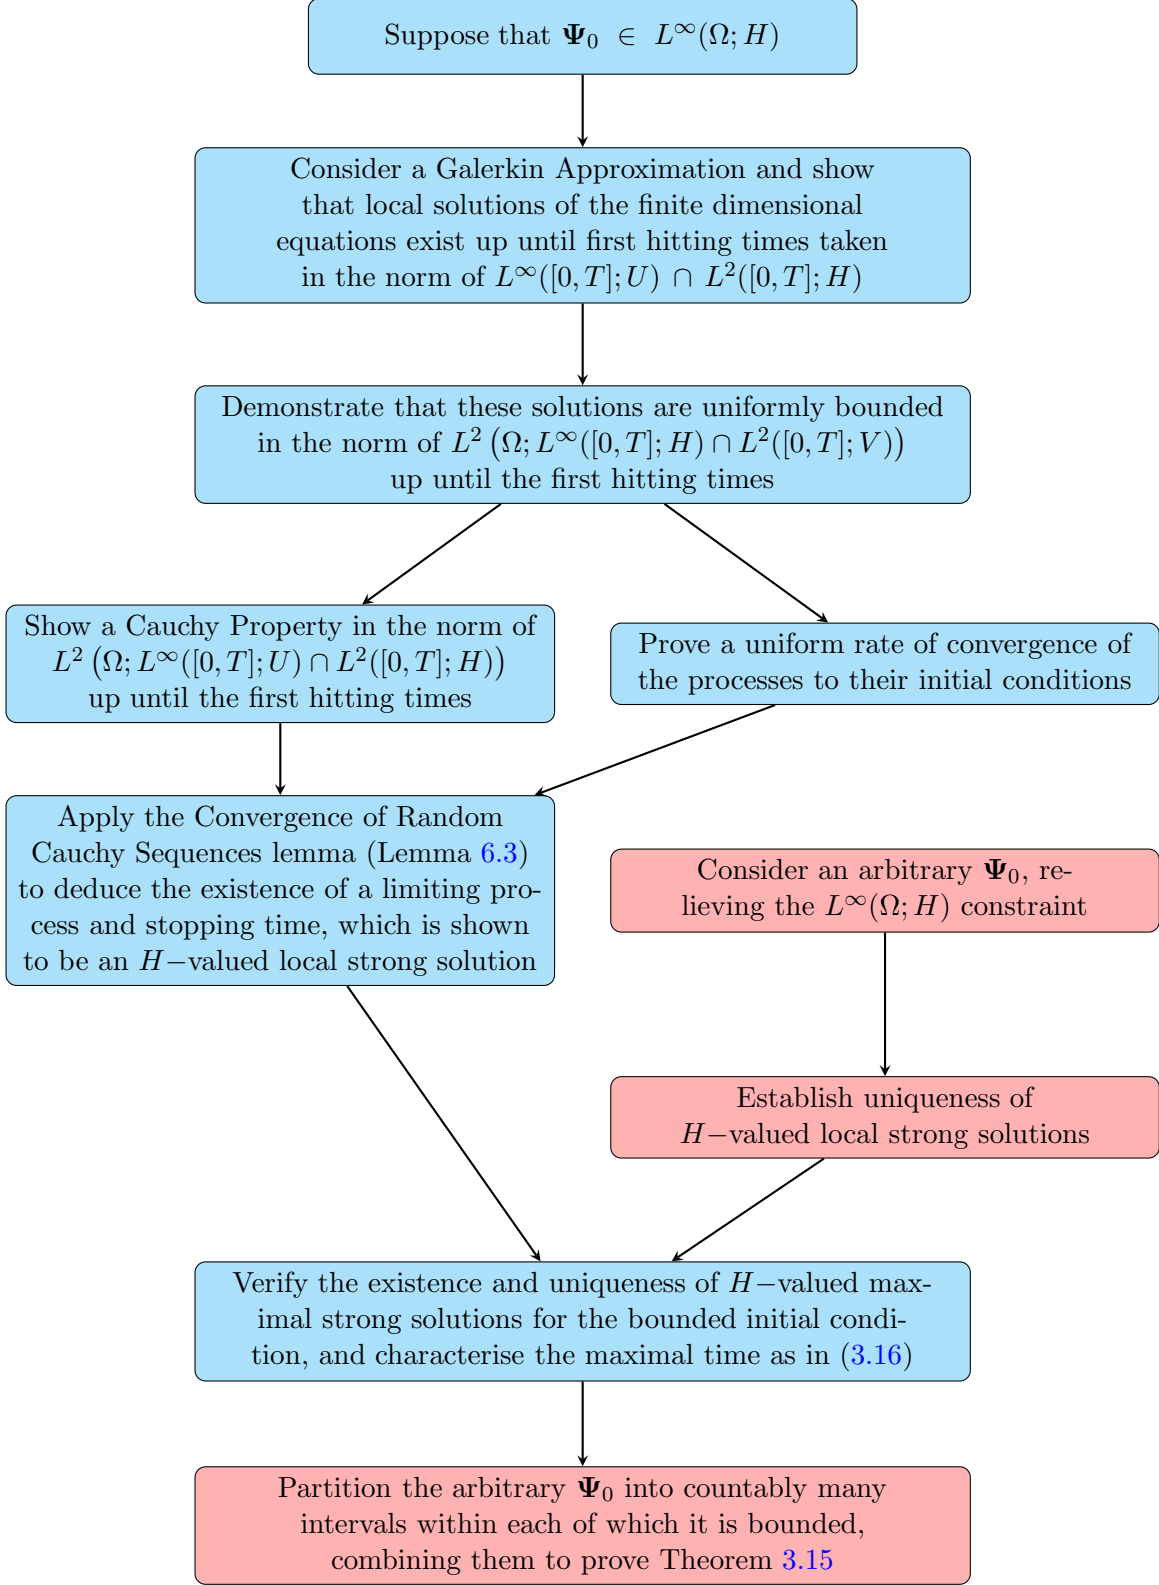 Suppose that 𝚿₀ ∈ L^∞(Ω; H)
Consider a Galerkin Approximation and show
that local solutions of the finite dimensional
equations exist up until first hitting times taken
in the norm of L^∞([0, T]; U) ∩ L²([0, T]; H)
Demonstrate that these solutions are uniformly bounded
in the norm of L² (Ω; L^∞([0, T]; H) ∩ L²([0, T]; V))
up until the first hitting times
Show a Cauchy Property in the norm of
L² (Ω; L^∞([0, T]; U) ∩ L²([0, T]; H))
up until the first hitting times
Prove a uniform rate of convergence of
the processes to their initial conditions
Apply the Convergence of Random
Cauchy Sequences lemma (Lemma 6.3)
to deduce the existence of a limiting pro-
cess and stopping time, which is shown
to be an H−valued local strong solution
Consider an arbitrary 𝚿₀, re-
lieving the L^∞(Ω; H) constraint
Establish uniqueness of
H−valued local strong solutions
Verify the existence and uniqueness of H−valued max-
imal strong solutions for the bounded initial condi-
tion, and characterise the maximal time as in (3.16)
Partition the arbitrary 𝚿₀ into countably many
intervals within each of which it is bounded,
combining them to prove Theorem 3.15